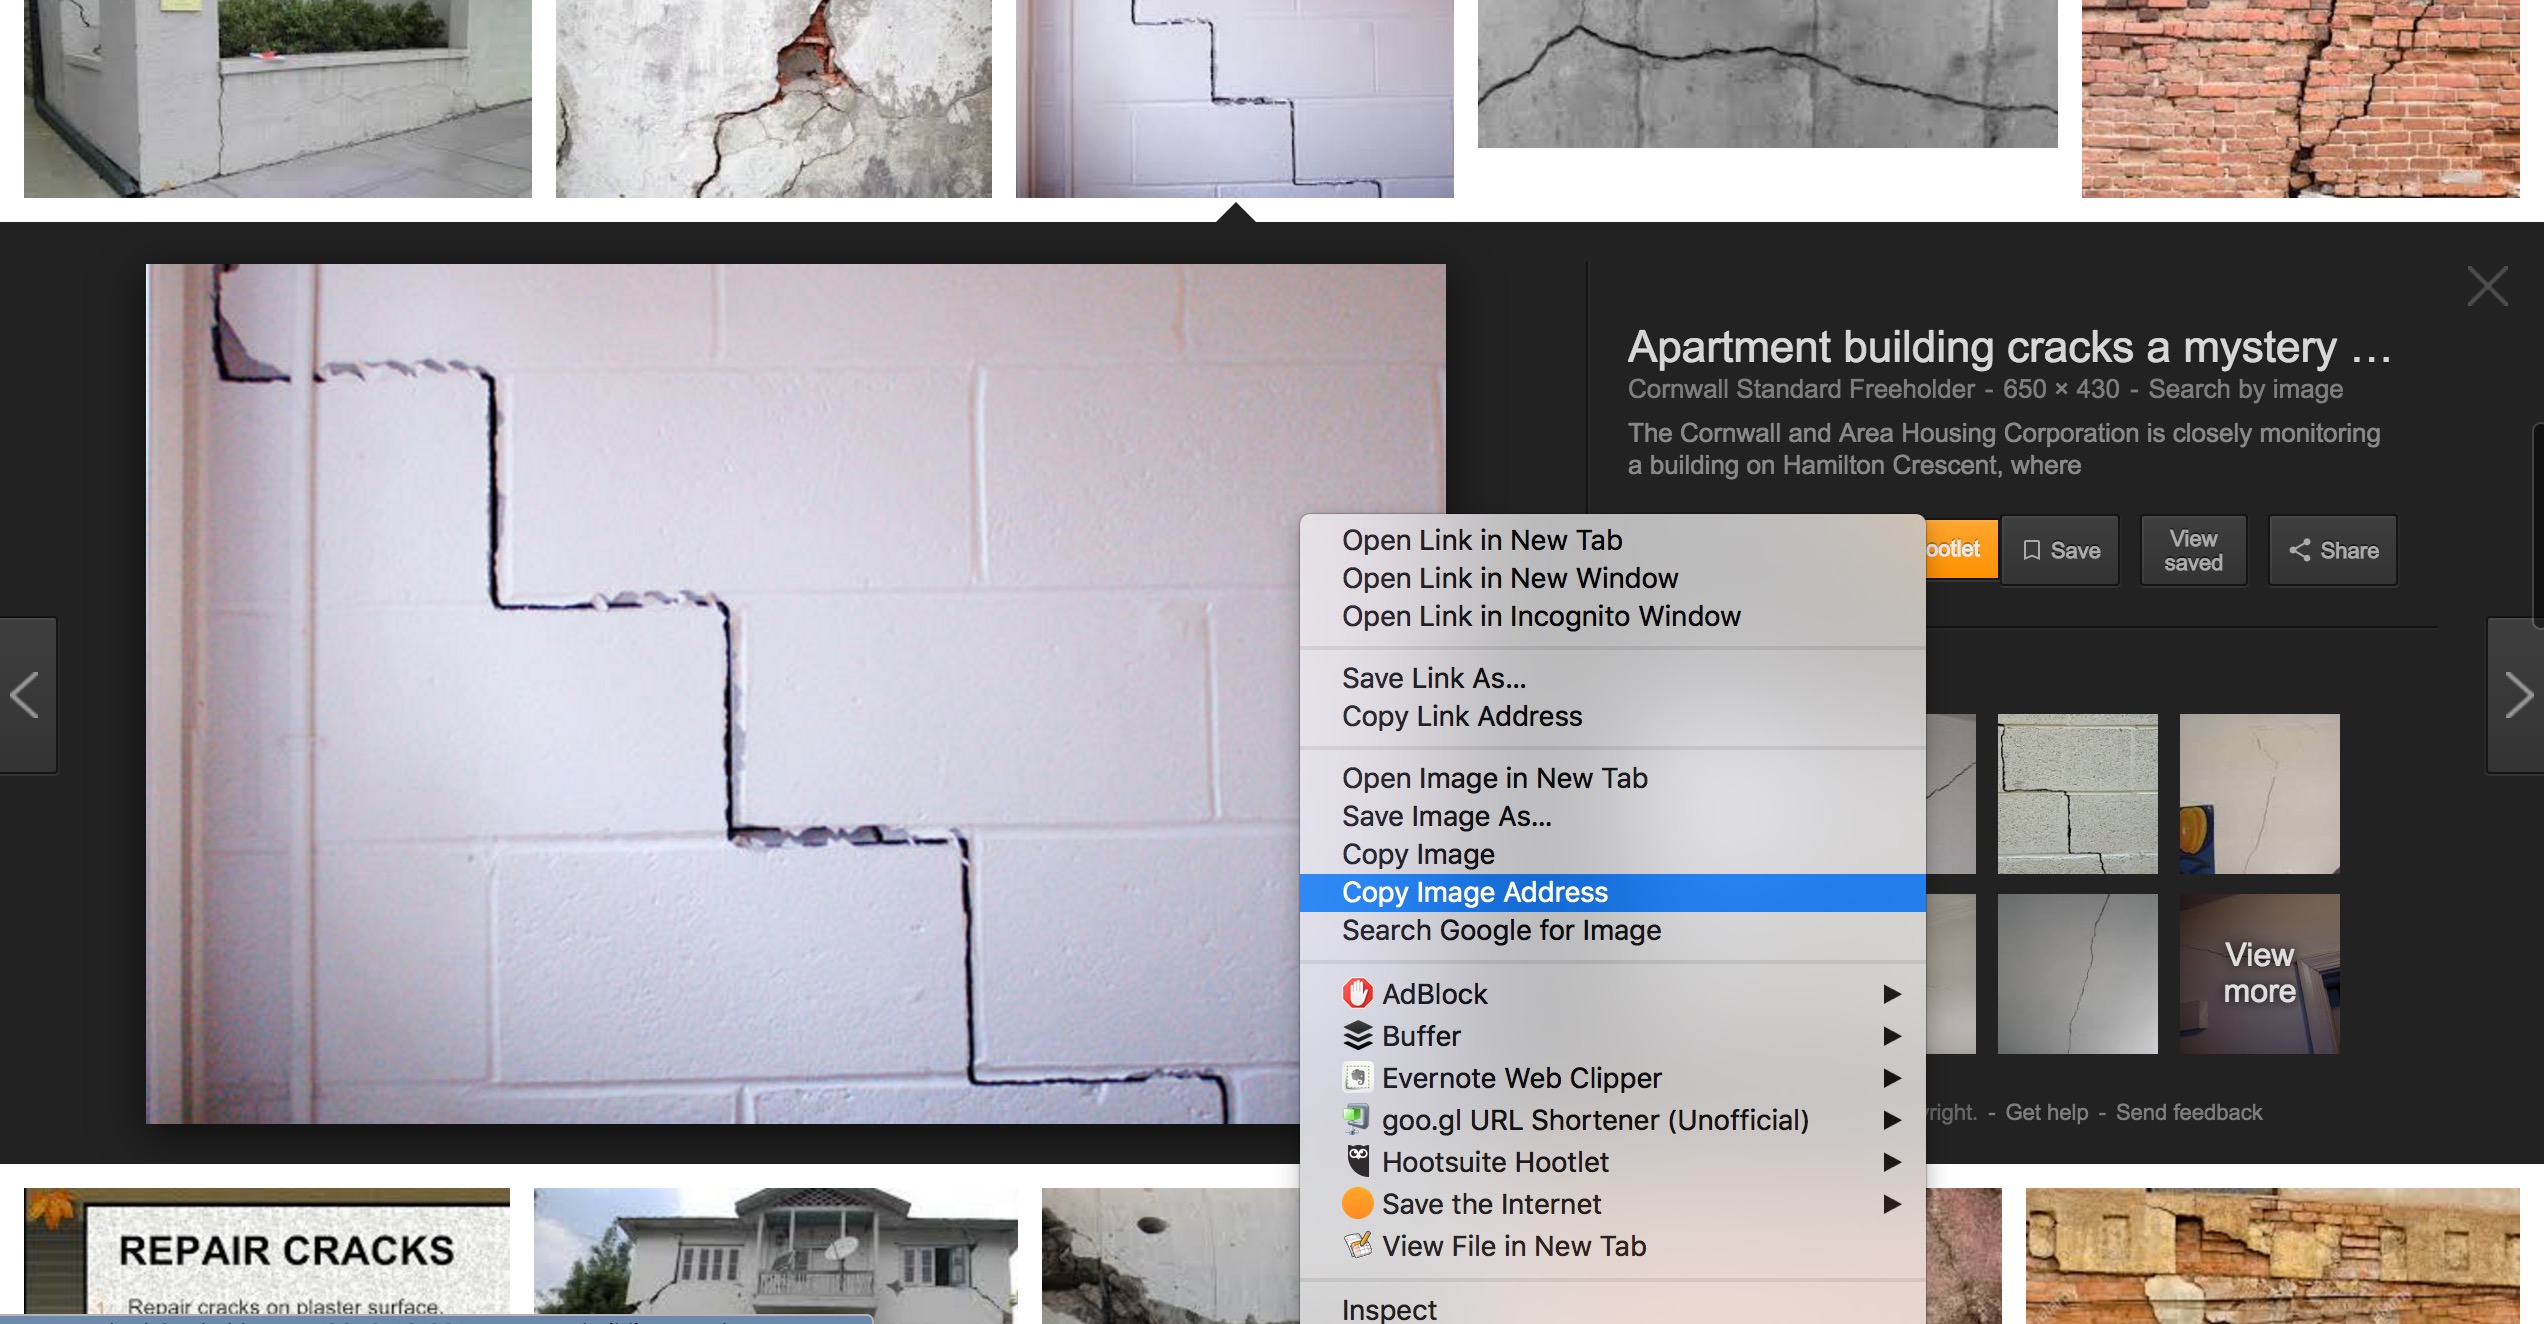 Apartment building cracks a mystery ...
Cornwall Standard Freeholder - 650 × 430 - Search by image
The Cornwall and Area Housing Corporation is closely monitoring
a building on Hamilton Crescent, where
ootlet
Save
View
saved
Share
Open Link in New Tab
Open Link in New Window
Open Link in Incognito Window
Save Link As...
Copy Link Address
Open Image in New Tab
Save Image As...
Copy Image
Copy Image Address
Search Google for Image
AdBlock
Buffer
Evernote Web Clipper
goo.gl URL Shortener (Unofficial)
Hootsuite Hootlet
Save the Internet
View File in New Tab
Inspect
View
more
right. - Get help - Send feedback
REPAIR CRACKS
1. Repair cracks on plaster surface.